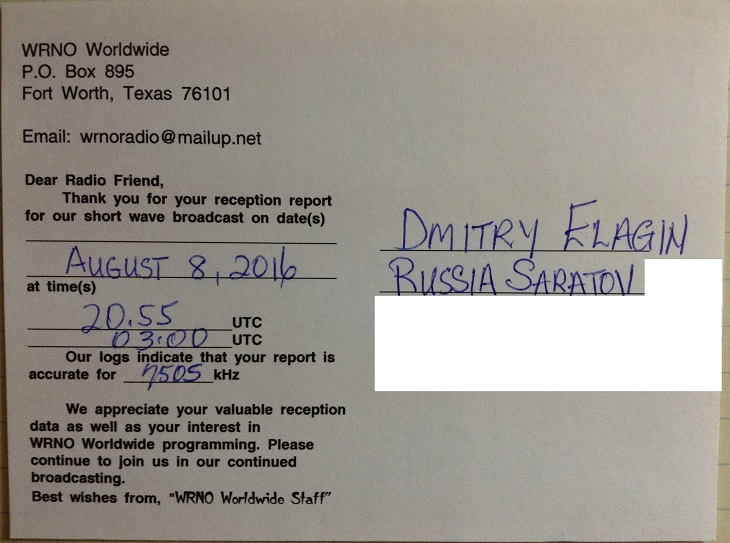 WRNO Worldwide
P.O. Box 895
Fort Worth, Texas 76101
Email: wrnoradio@mailup.net
Dear Radio Friend,
Thank you for your reception report
for our short wave broadcast on date(s)
AUGUST 8, 2016
at time(s)
20.55 UTC
03:00 UTC
Our logs indicate that your report is
accurate for 7505 kHz
We appreciate your valuable reception
data as well as your interest in
WRNO Worldwide programming. Please
continue to join us in our continued
broadcasting.
Best wishes from, "WRNO Worldwide Staff"
DMITRY ELAGIN
RUSSIA SARATOV